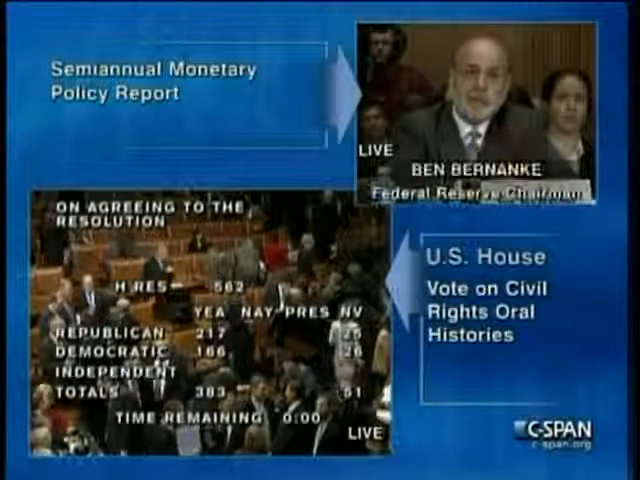 Semiannual Monetary
Policy Report
LIVE
BEN BERNANKE
Federal Reserve Chairman
ON AGREEING TO THE
RESOLUTION
H RES 562
YEA NAY PRES NV
REPUBLICAN 217 25
DEMOCRATIC 166 26
INDEPENDENT
TOTALS 383 51
TIME REMAINING 0:00
LIVE
U.S. House
Vote on Civil
Rights Oral
Histories
C-SPAN
c-span.org